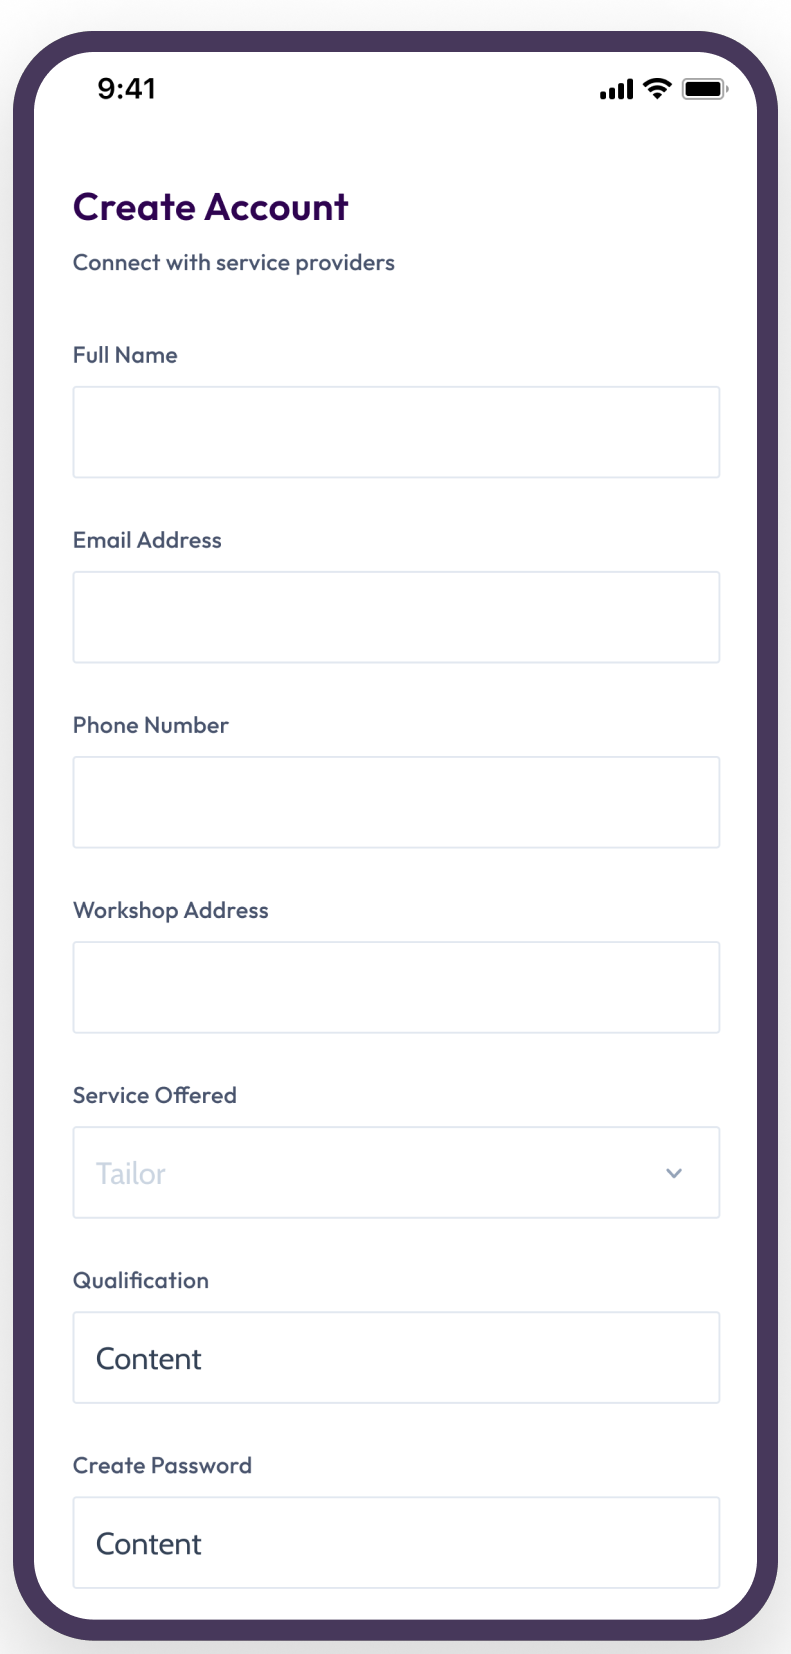 9:41
Create Account
Connect with service providers
Full Name
Email Address
Phone Number
Workshop Address
Service Offered
Tailor
Qualification
Content
Create Password
Content